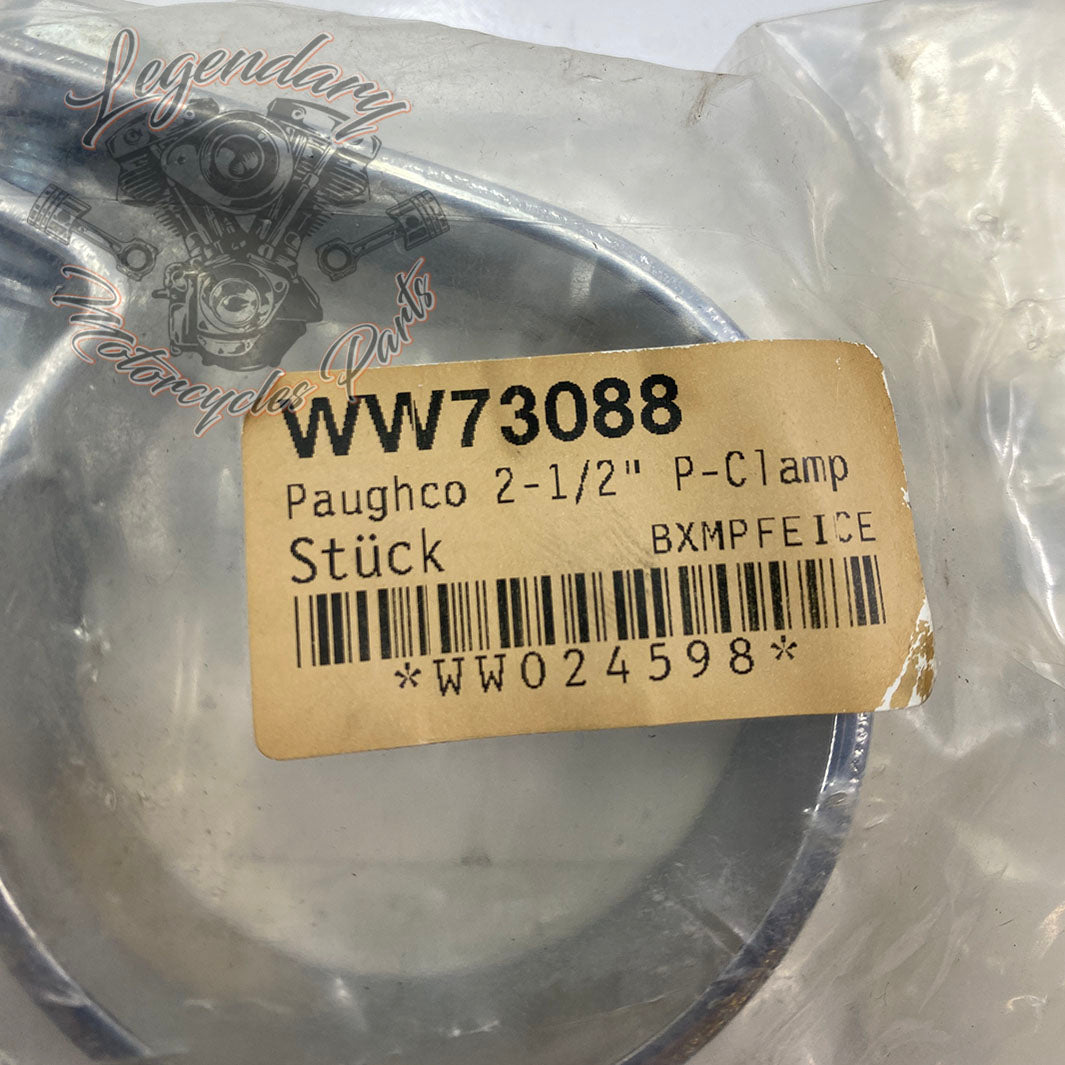 Legendary
Motorcycles Parts
WW73088
Paughco 2-1/2" P-Clamp
Stück BXMPFEICE
*WW024598*